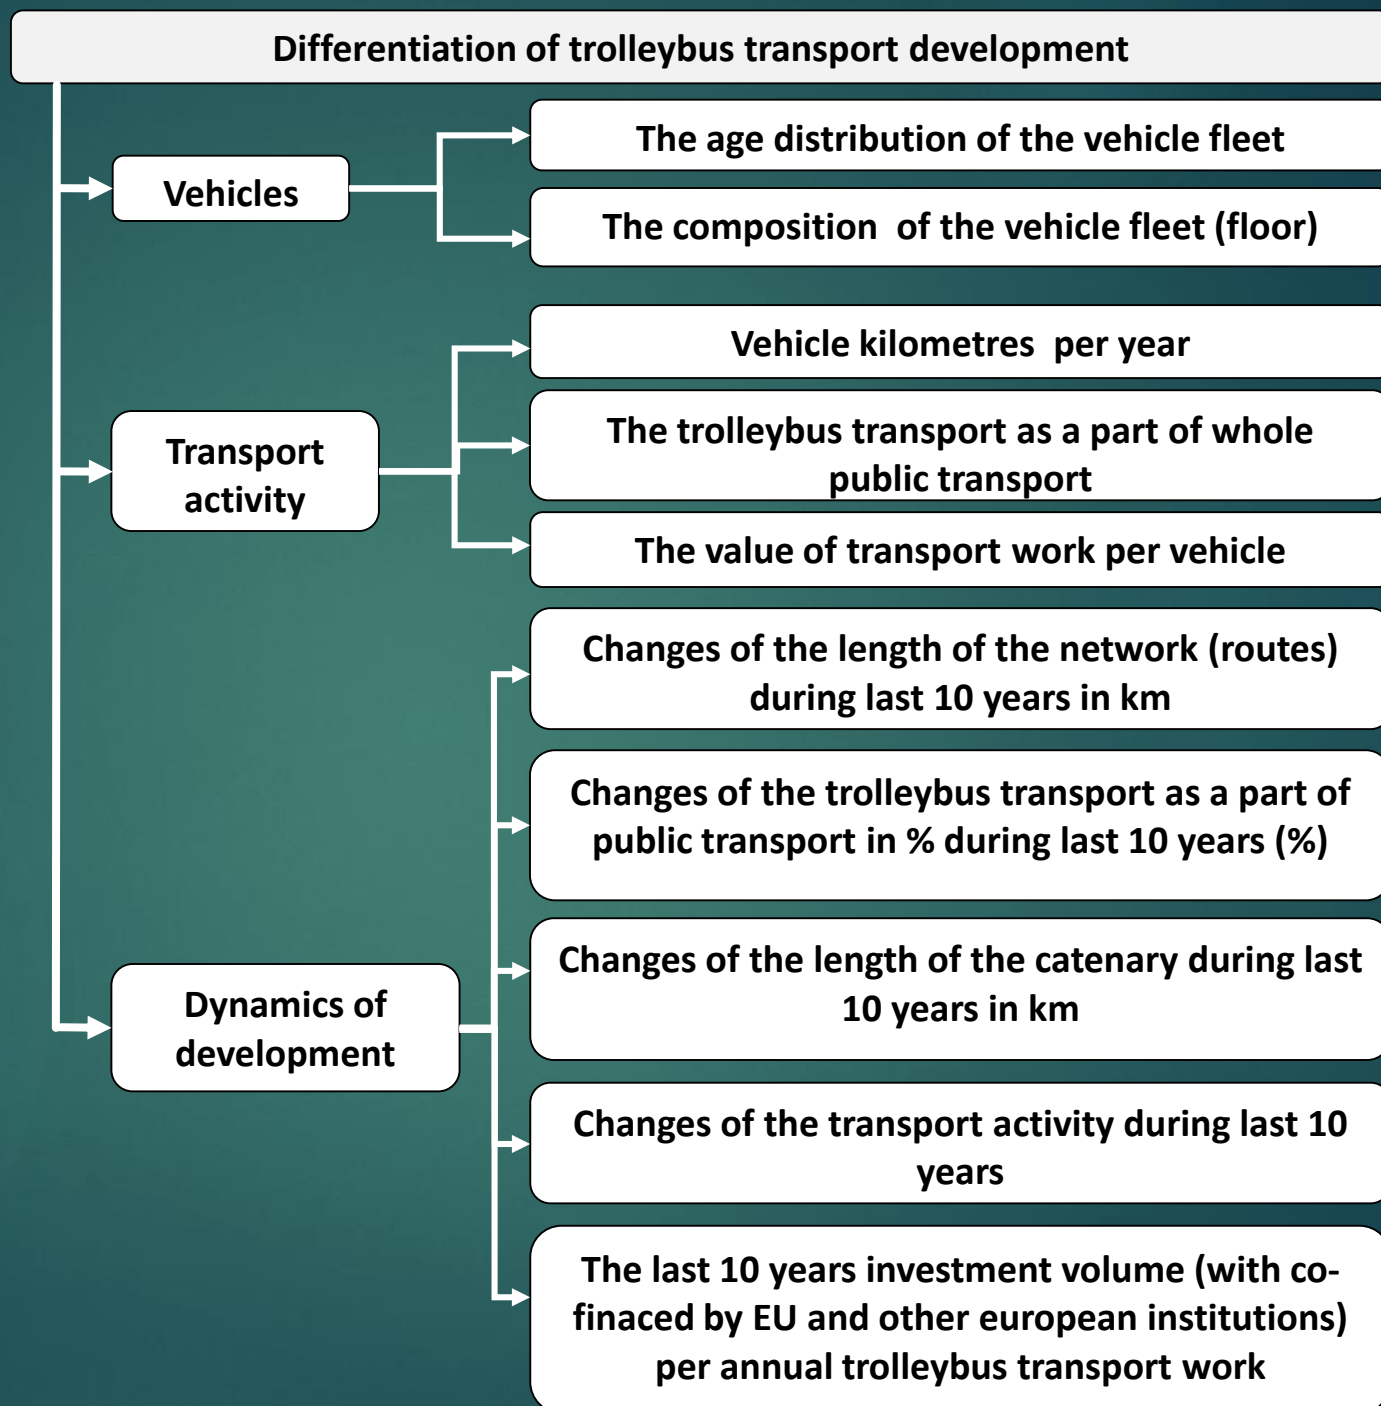 Differentiation of trolleybus transport development
Vehicles
The age distribution of the vehicle fleet
The composition of the vehicle fleet (floor)
Transport
activity
Vehicle kilometres per year
The trolleybus transport as a part of whole
public transport
The value of transport work per vehicle
Dynamics of
development
Changes of the length of the network (routes)
during last 10 years in km
Changes of the trolleybus transport as a part of
public transport in % during last 10 years (%)
Changes of the length of the catenary during last
10 years in km
Changes of the transport activity during last 10
years
The last 10 years investment volume (with co-
finaced by EU and other european institutions)
per annual trolleybus transport work